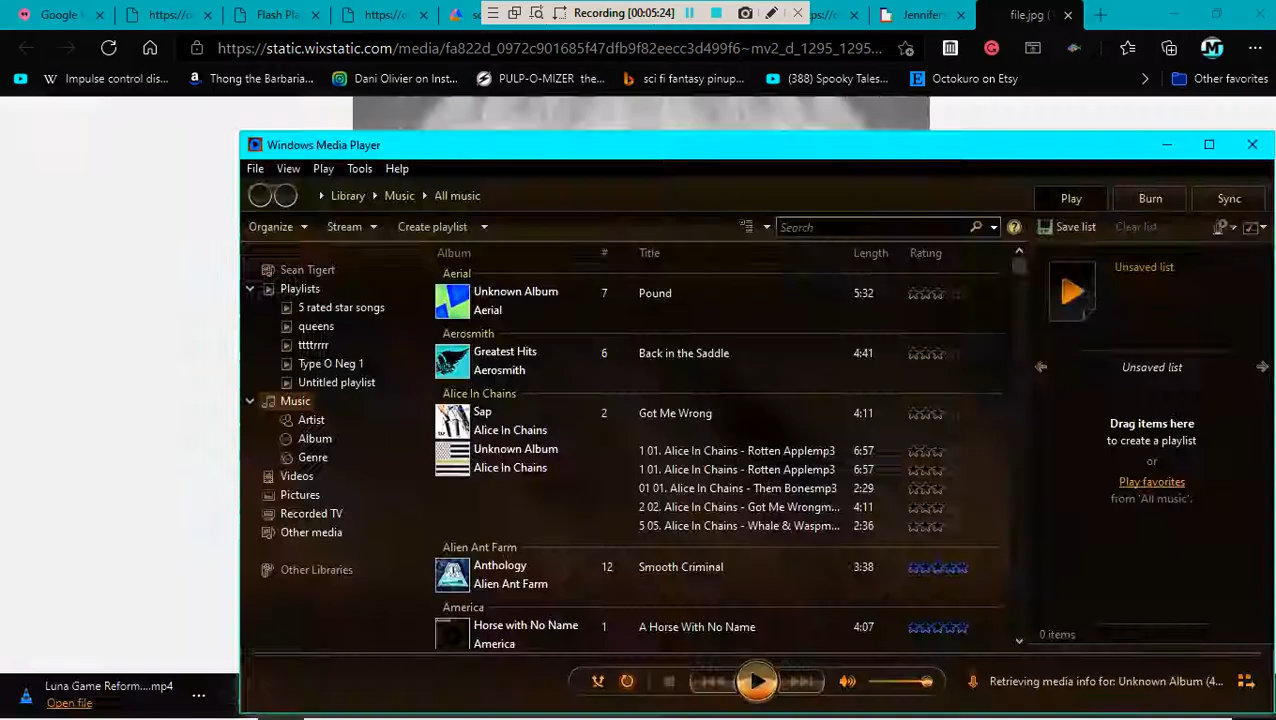 Google
https://co
Flash Pla
https://co
Recording [00:05:24]
Jennifer
file.jpg (
https://static.wixstatic.com/media/fa822d_0972c901685f47dfb9f82eecc3d499f6~mv2_d_1295_1295...
Impulse control dis...
Thong the Barbaria...
Dani Olivier on Inst...
PULP-O-MIZER the...
sci fi fantasy pinup...
(388) Spooky Tales...
Octokuro on Etsy
Other favorites
Windows Media Player
File View Play Tools Help
Library Music All music
Play Burn Sync
Organize Stream Create playlist
Search
Save list Clear list
Album # Title Length Rating
Sean Tigert
Playlists
5 rated star songs
queens
tttttrrrr
Type O Neg 1
Untitled playlist
Music
Artist
Album
Genre
Videos
Pictures
Recorded TV
Other media
Other Libraries
Aerial
Unknown Album 7 Pound 5:32
Aerial
Aerosmith
Greatest Hits 6 Back in the Saddle 4:41
Aerosmith
Alice In Chains
Sap 2 Got Me Wrong 4:11
Alice In Chains
Unknown Album 1 01. Alice In Chains - Rotten Applemp3 6:57
Alice In Chains 1 01. Alice In Chains - Rotten Applemp3 6:57
01 01. Alice In Chains - Them Bonesmp3 2:29
2 02. Alice In Chains - Got Me Wrongm... 4:11
5 05. Alice In Chains - Whale & Waspm... 2:36
Alien Ant Farm
Anthology 12 Smooth Criminal 3:38
Alien Ant Farm
America
Horse with No Name 1 A Horse With No Name 4:07
America
Unsaved list
Unsaved list
Drag items here
to create a playlist
or
Play favorites
from 'All music'.
0 items
Retrieving media info for: Unknown Album (4...
Luna Game Reform....mp4
Open file